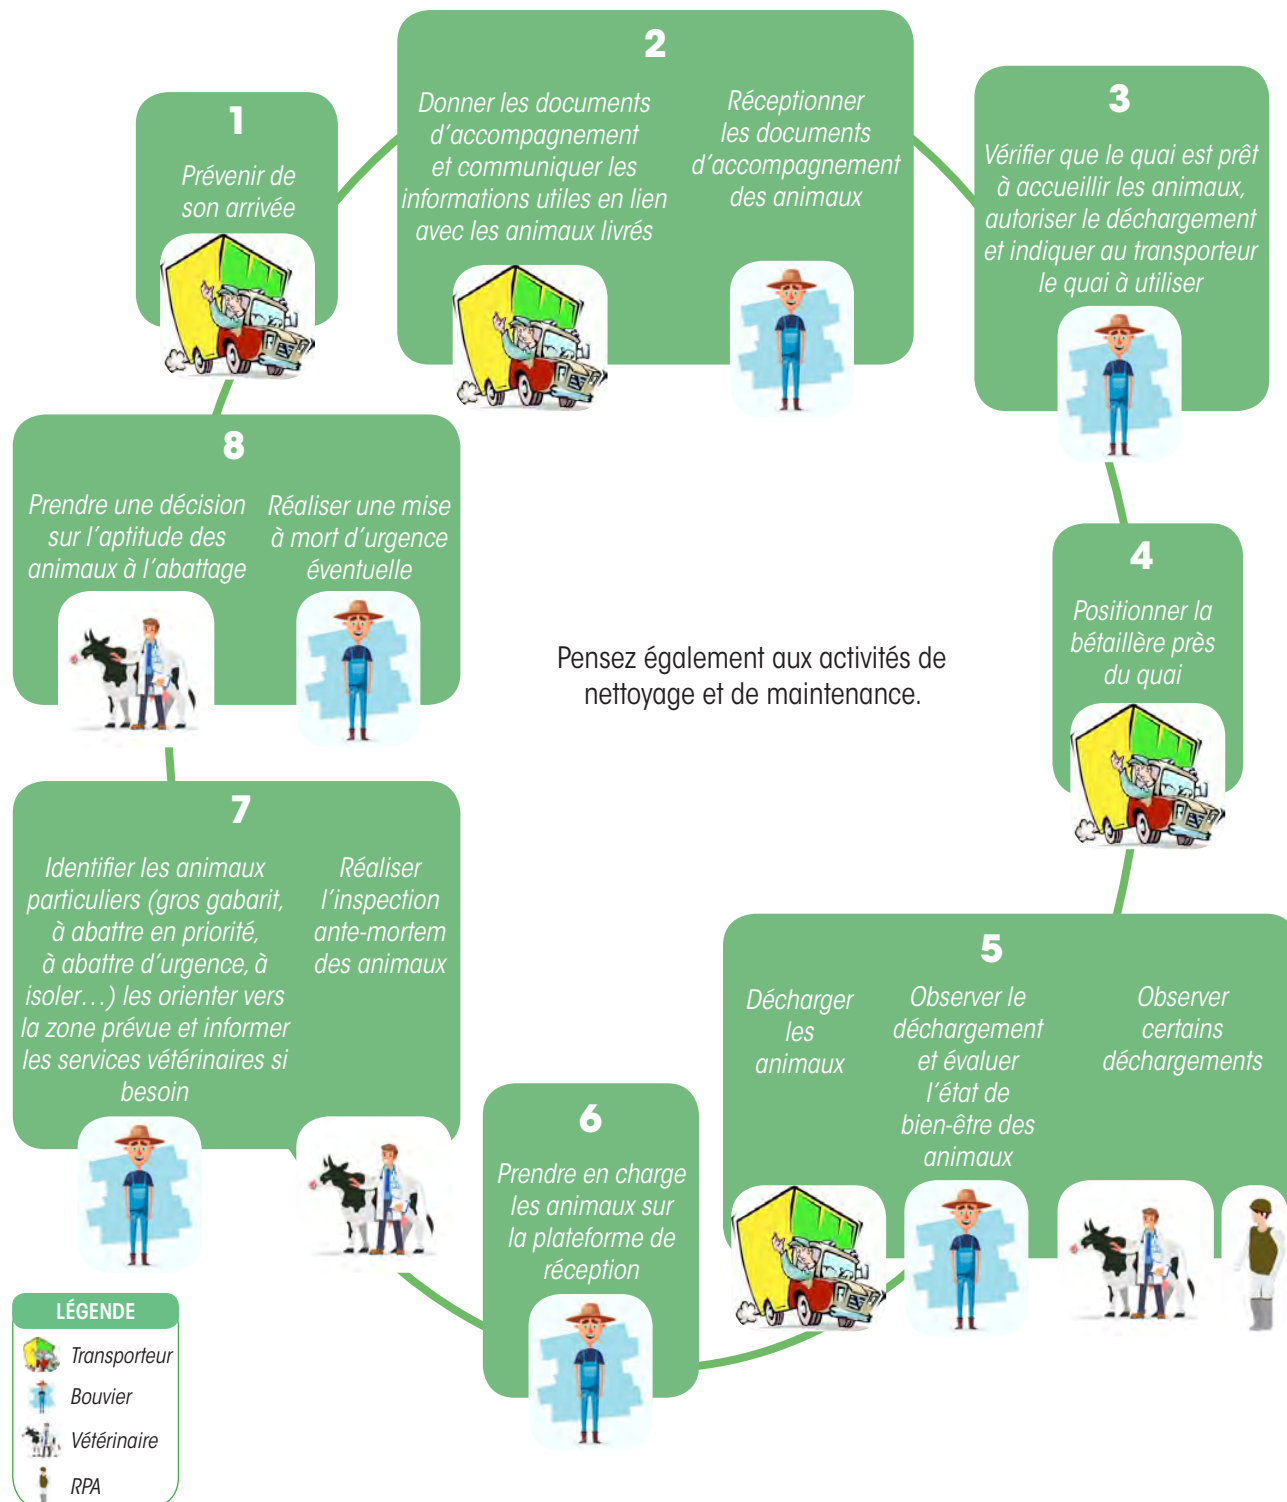 1
Prévenir de
son arrivée
2
Donner les documents
d'accompagnement
et communiquer les
informations utiles en lien
avec les animaux livrés
Réceptionner
les documents
d'accompagnement
des animaux
3
Vérifier que le quai est prêt
à accueillir les animaux,
autoriser le déchargement
et indiquer au transporteur
le quai à utiliser
4
Positionner la
bétaillère près
du quai
5
Décharger
les
animaux
Observer le
déchargement
et évaluer
l'état de
bien-être des
animaux
Observer
certains
déchargements
6
Prendre en charge
les animaux sur
la plateforme de
réception
7
Identifier les animaux
particuliers (gros gabarit,
à abattre en priorité,
à abattre d'urgence, à
isoler…) les orienter vers
la zone prévue et informer
les services vétérinaires si
besoin
Réaliser
l'inspection
ante-mortem
des animaux
8
Prendre une décision
sur l'aptitude des
animaux à l'abattage
Réaliser une mise
à mort d'urgence
éventuelle
Pensez également aux activités de
nettoyage et de maintenance.
LÉGENDE
Transporteur
Bouvier
Vétérinaire
RPA